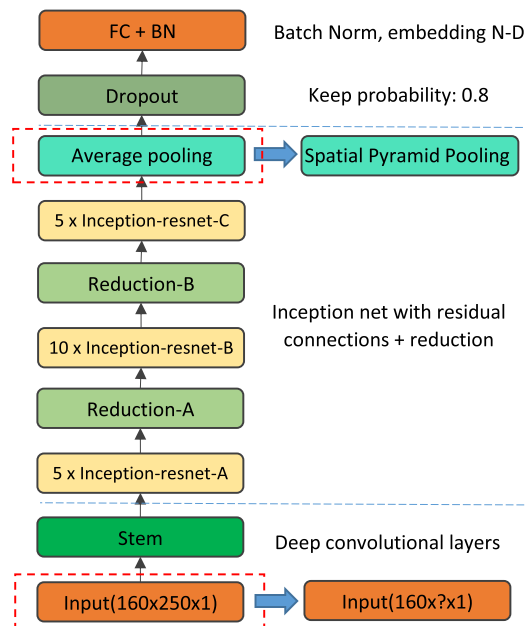 FC + BN
Batch Norm, embedding N-D
Dropout
Keep probability: 0.8
Average pooling
Spatial Pyramid Pooling
5 x Inception-resnet-C
Reduction-B
Inception net with residual
connections + reduction
10 x Inception-resnet-B
Reduction-A
5 x Inception-resnet-A
Stem
Deep convolutional layers
Input(160x250x1)
Input(160x?x1)